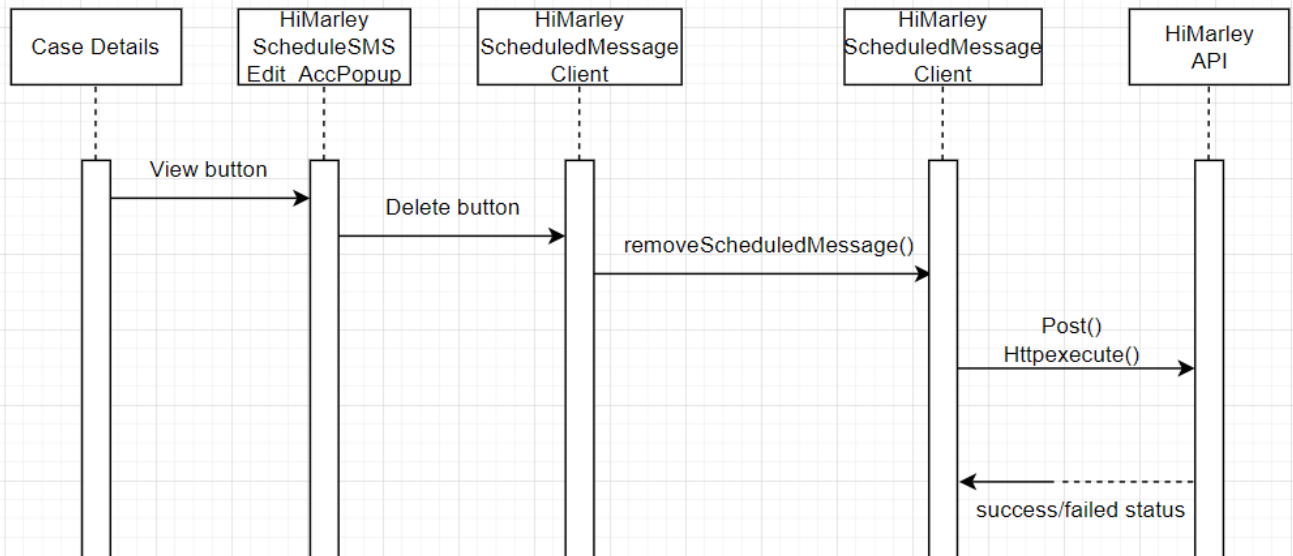 Case Details
HiMarley
ScheduleSMS
Edit_AccPopup
HiMarley
ScheduledMessage
Client
HiMarley
ScheduledMessage
Client
HiMarley
API
View button
Delete button
removeScheduledMessage()
Post()
Httpexecute()
success/failed status